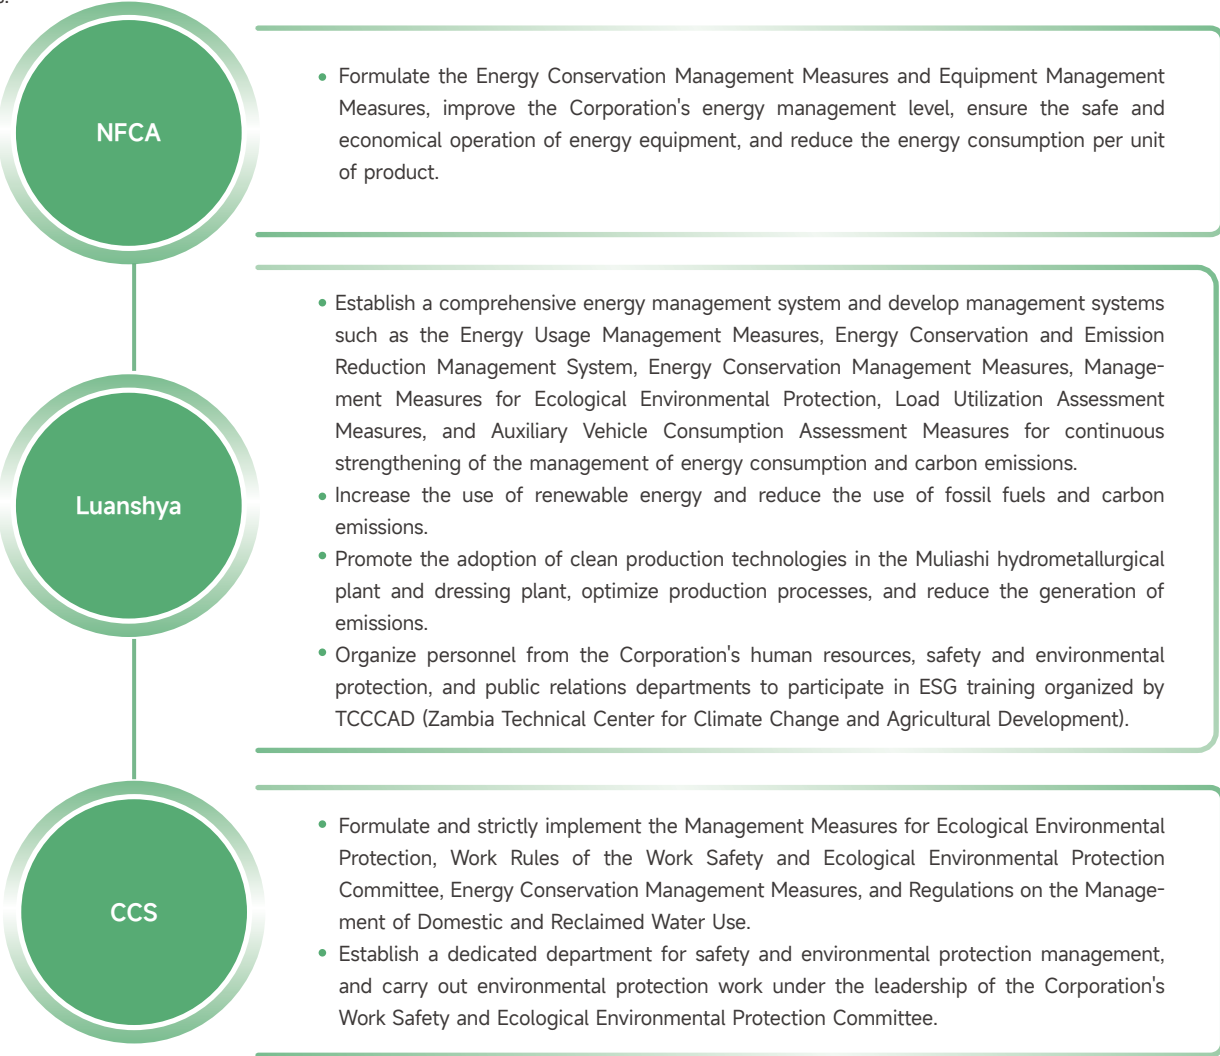 NFCA
• Formulate the Energy Conservation Management Measures and Equipment Management
Measures, improve the Corporation's energy management level, ensure the safe and
economical operation of energy equipment, and reduce the energy consumption per unit
of product.
Luanshya
• Establish a comprehensive energy management system and develop management systems
such as the Energy Usage Management Measures, Energy Conservation and Emission
Reduction Management System, Energy Conservation Management Measures, Manage-
ment Measures for Ecological Environmental Protection, Load Utilization Assessment
Measures, and Auxiliary Vehicle Consumption Assessment Measures for continuous
strengthening of the management of energy consumption and carbon emissions.
• Increase the use of renewable energy and reduce the use of fossil fuels and carbon
emissions.
• Promote the adoption of clean production technologies in the Muliashi hydrometallurgical
plant and dressing plant, optimize production processes, and reduce the generation of
emissions.
• Organize personnel from the Corporation's human resources, safety and environmental
protection, and public relations departments to participate in ESG training organized by
TCCCAD (Zambia Technical Center for Climate Change and Agricultural Development).
CCS
• Formulate and strictly implement the Management Measures for Ecological Environmental
Protection, Work Rules of the Work Safety and Ecological Environmental Protection
Committee, Energy Conservation Management Measures, and Regulations on the Manage-
ment of Domestic and Reclaimed Water Use.
• Establish a dedicated department for safety and environmental protection management,
and carry out environmental protection work under the leadership of the Corporation's
Work Safety and Ecological Environmental Protection Committee.